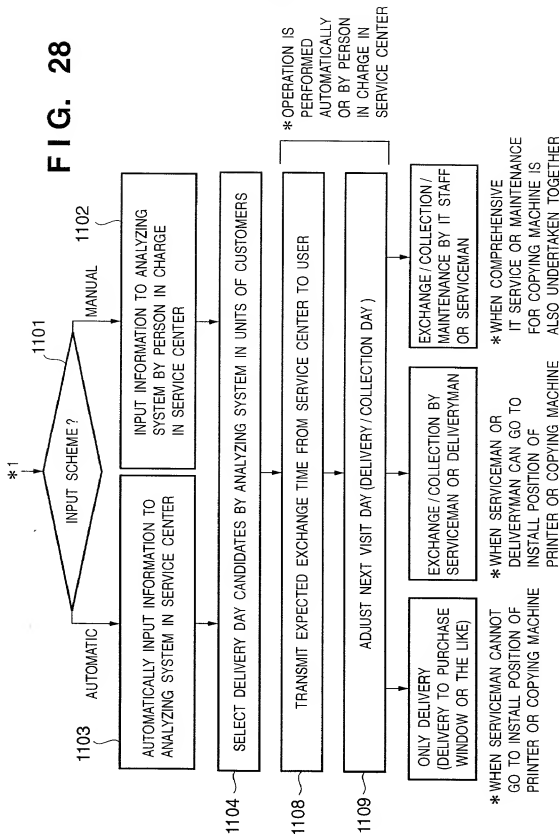 FIG. 28
*1
1101
INPUT SCHEME?
AUTOMATIC
MANUAL
1103
AUTOMATICALLY INPUT INFORMATION TO
ANALYZING SYSTEM IN SERVICE CENTER
1102
INPUT INFORMATION TO ANALYZING
SYSTEM BY PERSON IN CHARGE
IN SERVICE CENTER
1104
SELECT DELIVERY DAY CANDIDATES BY ANALYZING SYSTEM IN UNITS OF CUSTOMERS
1108
TRANSMIT EXPECTED EXCHANGE TIME FROM SERVICE CENTER TO USER
1109
ADJUST NEXT VISIT DAY (DELIVERY/COLLECTION DAY)
*OPERATION IS
PERFORMED
AUTOMATICALLY
OR BY PERSON
IN CHARGE IN
SERVICE CENTER
ONLY DELIVERY
(DELIVERY TO PURCHASE
WINDOW OR THE LIKE)
*WHEN SERVICEMAN CANNOT
GO TO INSTALL POSITION OF
PRINTER OR COPYING MACHINE
EXCHANGE/COLLECTION BY
SERVICEMAN OR DELIVERYMAN
*WHEN SERVICEMAN OR
DELIVERYMAN CAN GO TO
INSTALL POSITION OF
PRINTER OR COPYING MACHINE
EXCHANGE/COLLECTION/
MAINTENANCE BY IT STAFF
OR SERVICEMAN
*WHEN COMPREHENSIVE
IT SERVICE OR MAINTENANCE
FOR COPYING MACHINE IS
ALSO UNDERTAKEN TOGETHER